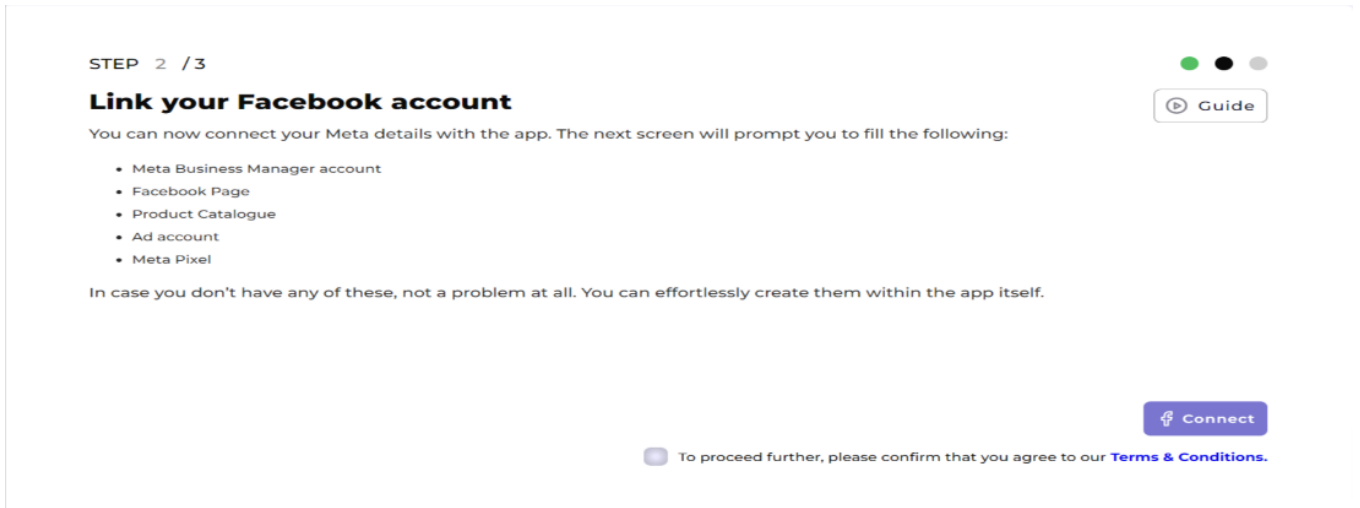 STEP 2 / 3
Link your Facebook account
Guide
You can now connect your Meta details with the app. The next screen will prompt you to fill the following:
• Meta Business Manager account
• Facebook Page
• Product Catalogue
• Ad account
• Meta Pixel
In case you don’t have any of these, not a problem at all. You can effortlessly create them within the app itself.
Connect
To proceed further, please confirm that you agree to our Terms & Conditions.